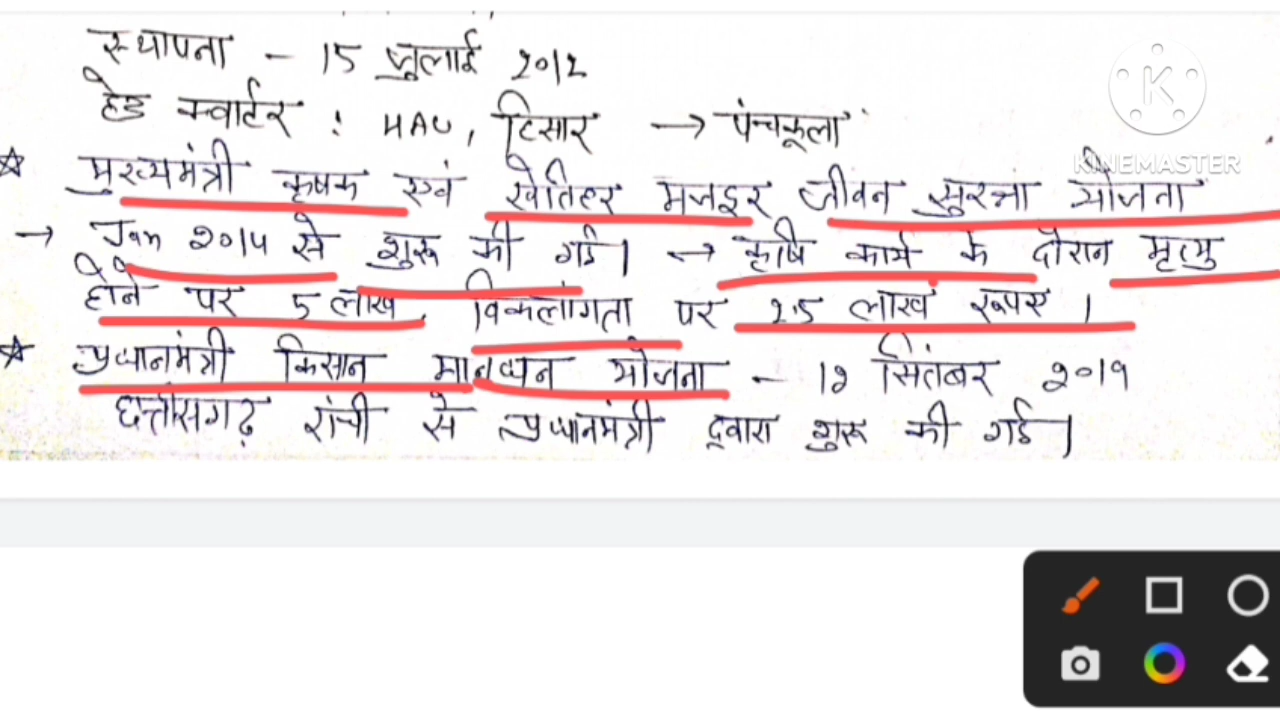 स्थापना - 15 जुलाई 2012
हेड क्वार्टर : HAU, हिसार → पंचकूला
☆ मुख्यमंत्री कृषक एवं खेतिहर मजदूर जीवन सुरक्षा योजना
→ Jan 2014 से शुरू की गई। → कृषि कार्य के दौरान मृत्यु
होने पर 5 लाख, विकलांगता पर 2.5 लाख रूपए।
☆ प्रधानमंत्री किसान मानधन योजना - 12 सितंबर 2019
छत्तीसगढ़ रांची से प्रधानमंत्री द्वारा शुरू की गई।
K
KINEMASTER